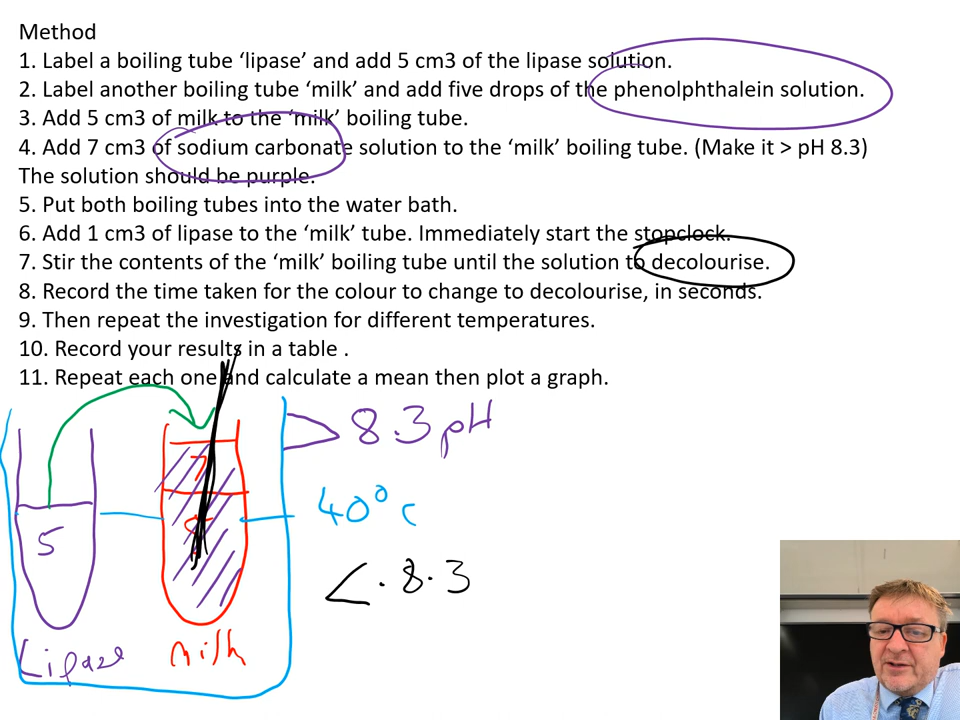 Method
1. Label a boiling tube ‘lipase’ and add 5 cm3 of the lipase solution.
2. Label another boiling tube ‘milk’ and add five drops of the phenolphthalein solution.
3. Add 5 cm3 of milk to the ‘milk’ boiling tube.
4. Add 7 cm3 of sodium carbonate solution to the ‘milk’ boiling tube. (Make it > pH 8.3)
The solution should be purple.
5. Put both boiling tubes into the water bath.
6. Add 1 cm3 of lipase to the ‘milk’ tube. Immediately start the stopclock.
7. Stir the contents of the ‘milk’ boiling tube until the solution to decolourise.
8. Record the time taken for the colour to change to decolourise, in seconds.
9. Then repeat the investigation for different temperatures.
10. Record your results in a table .
11. Repeat each one and calculate a mean then plot a graph.
> 8.3 pH
7
40°C
5
< . 8.3
Lipase
milk